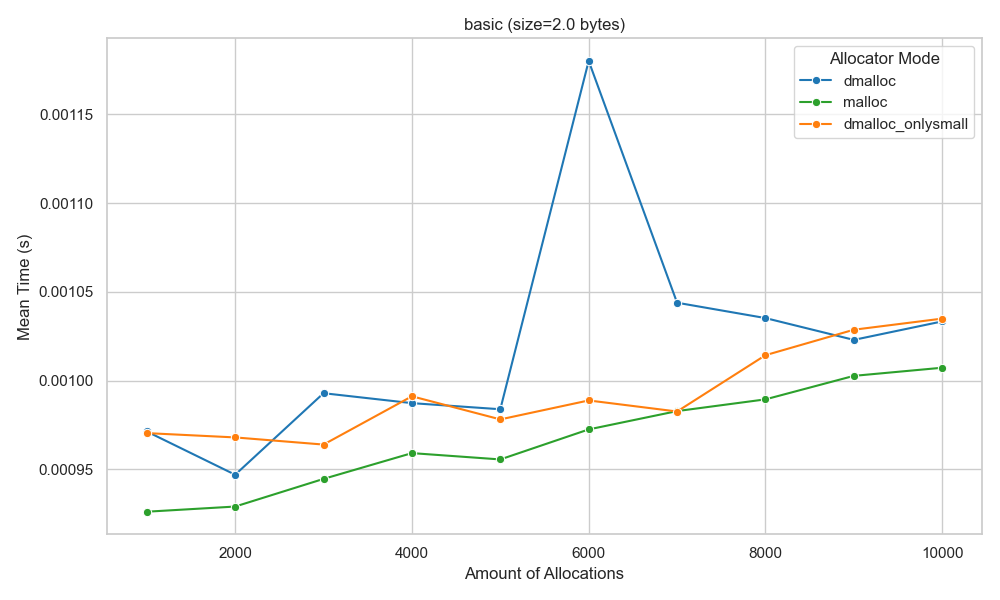 basic (size=2.0 bytes)
Allocator Mode
dmalloc
malloc
dmalloc_onlysmall
Mean Time (s)
0.00115
0.00110
0.00105
0.00100
0.00095
2000
4000
6000
8000
10000
Amount of Allocations